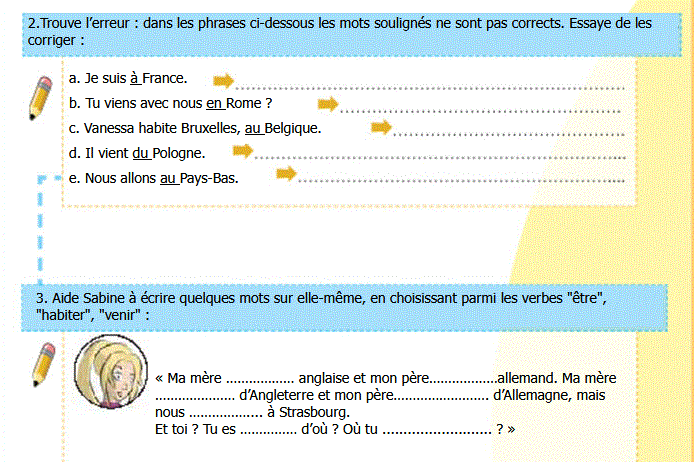 2.Trouve l'erreur : dans les phrases ci-dessous les mots soulignés ne sont pas corrects. Essaye de les
corriger :
a. Je suis à France. ................................................................
b. Tu viens avec nous en Rome ? ................................................................
c. Vanessa habite Bruxelles, au Belgique. ................................................................
d. Il vient du Pologne. ................................................................
e. Nous allons au Pays-Bas. ................................................................
3. Aide Sabine à écrire quelques mots sur elle-même, en choisissant parmi les verbes "être",
"habiter", "venir" :
« Ma mère .................. anglaise et mon père..................allemand. Ma mère
..................... d'Angleterre et mon père......................... d'Allemagne, mais
nous ................... à Strasbourg.
Et toi ? Tu es ............... d'où ? Où tu .......................... ? »